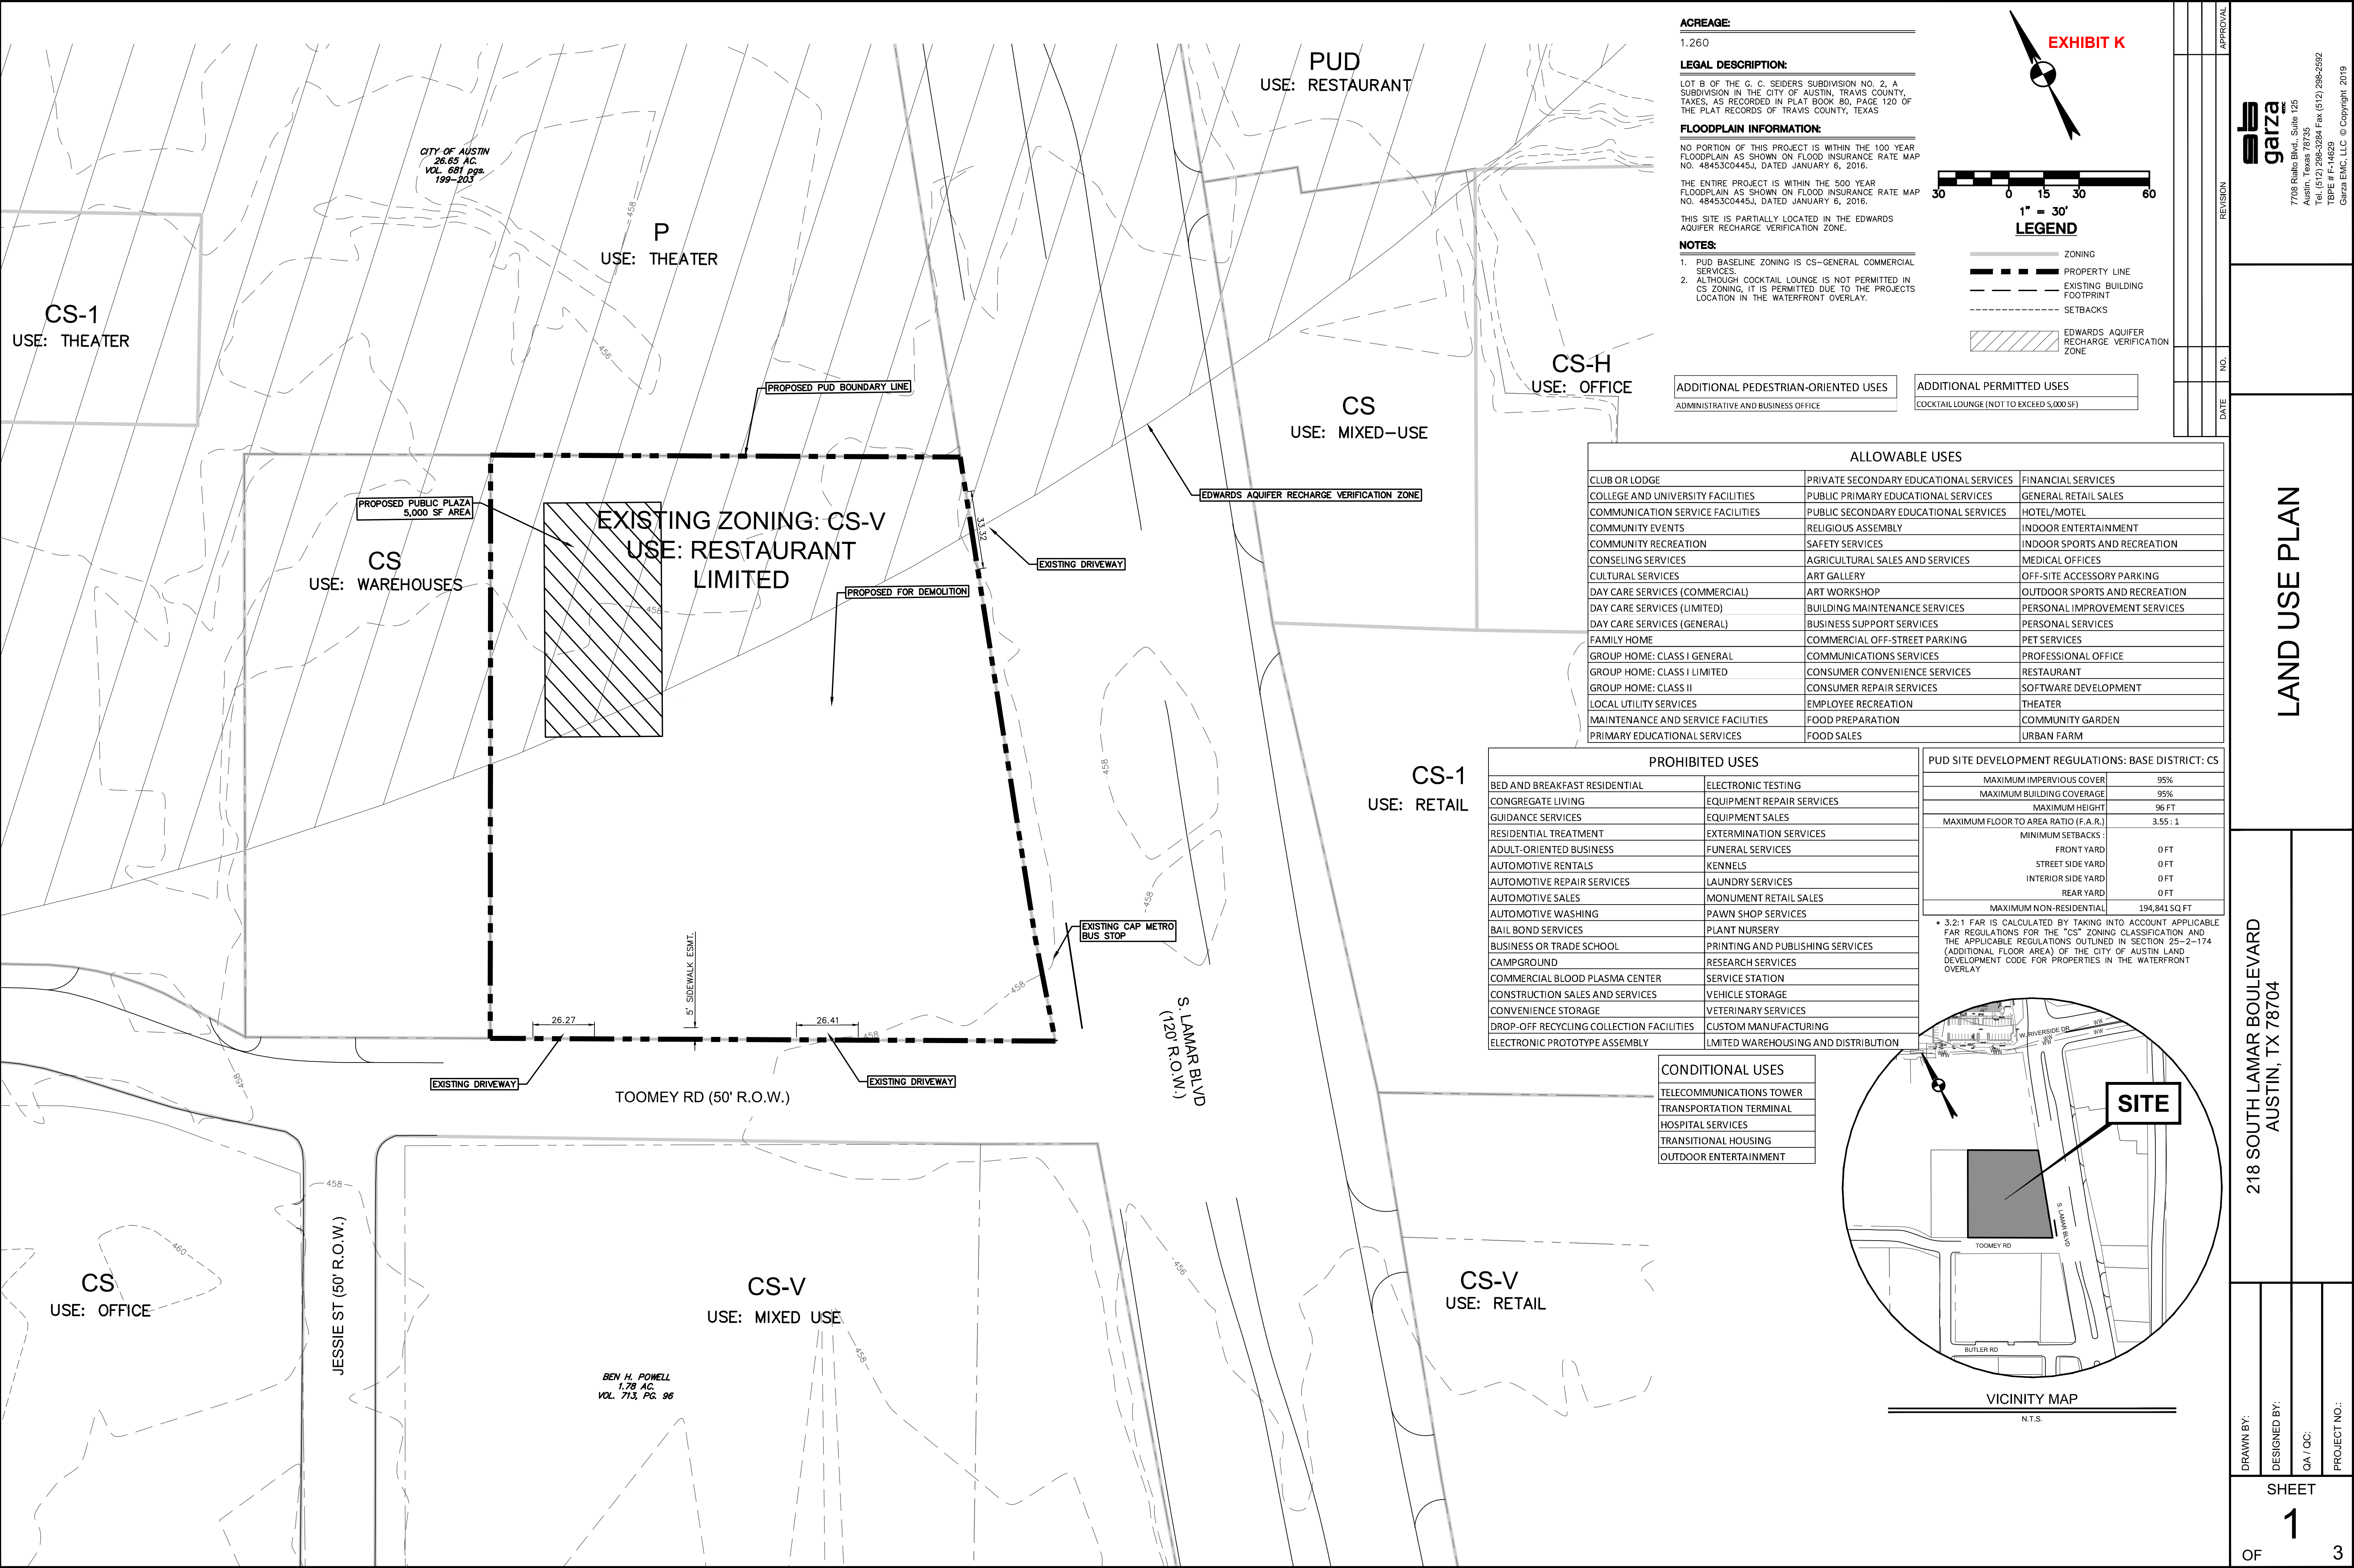 PUD
USE: RESTAURANT
CITY OF AUSTIN
26.65 AC.
VOL. 681 pgs.
199-203
P
USE: THEATER
CS-1
USE: THEATER
458
456
PROPOSED PUD BOUNDARY LINE
CS-H
USE: OFFICE
CS
USE: MIXED-USE
EDWARDS AQUIFER RECHARGE VERIFICATION ZONE
PROPOSED PUBLIC PLAZA
5,000 SF AREA
EXISTING ZONING: CS-V
USE: RESTAURANT
LIMITED
458
33.32
EXISTING DRIVEWAY
PROPOSED FOR DEMOLITION
CS
USE: WAREHOUSES
458
CS-1
USE: RETAIL
458
EXISTING CAP METRO
BUS STOP
5' SIDEWALK ESMT.
458
26.27
26.41
458
EXISTING DRIVEWAY
EXISTING DRIVEWAY
S. LAMAR BLVD
(120' R.O.W.)
TOOMEY RD (50' R.O.W.)
458
458
460
JESSIE ST (50' R.O.W.)
CS
USE: OFFICE
CS-V
USE: MIXED USE
458
456
BEN H. POWELL
1.78 AC.
VOL. 713, PG. 96
CS-V
USE: RETAIL
ACREAGE:
1.260
LEGAL DESCRIPTION:
LOT B OF THE G. C. SEIDERS SUBDIVISION NO. 2, A
SUBDIVISION IN THE CITY OF AUSTIN, TRAVIS COUNTY,
TAXES, AS RECORDED IN PLAT BOOK 80, PAGE 120 OF
THE PLAT RECORDS OF TRAVIS COUNTY, TEXAS
FLOODPLAIN INFORMATION:
NO PORTION OF THIS PROJECT IS WITHIN THE 100 YEAR
FLOODPLAIN AS SHOWN ON FLOOD INSURANCE RATE MAP
NO. 48453C0445J, DATED JANUARY 6, 2016.
THE ENTIRE PROJECT IS WITHIN THE 500 YEAR
FLOODPLAIN AS SHOWN ON FLOOD INSURANCE RATE MAP
NO. 48453C0445J, DATED JANUARY 6, 2016.
THIS SITE IS PARTIALLY LOCATED IN THE EDWARDS
AQUIFER RECHARGE VERIFICATION ZONE.
NOTES:
1. PUD BASELINE ZONING IS CS-GENERAL COMMERCIAL
SERVICES.
2. ALTHOUGH COCKTAIL LOUNGE IS NOT PERMITTED IN
CS ZONING, IT IS PERMITTED DUE TO THE PROJECTS
LOCATION IN THE WATERFRONT OVERLAY.
EXHIBIT K
30 0 15 30 60
1" = 30'
LEGEND
ZONING
PROPERTY LINE
EXISTING BUILDING
FOOTPRINT
SETBACKS
EDWARDS AQUIFER
RECHARGE VERIFICATION
ZONE
ADDITIONAL PEDESTRIAN-ORIENTED USES
ADMINISTRATIVE AND BUSINESS OFFICE
ADDITIONAL PERMITTED USES
COCKTAIL LOUNGE (NOT TO EXCEED 5,000 SF)
ALLOWABLE USES
CLUB OR LODGE PRIVATE SECONDARY EDUCATIONAL SERVICES FINANCIAL SERVICES
COLLEGE AND UNIVERSITY FACILITIES PUBLIC PRIMARY EDUCATIONAL SERVICES GENERAL RETAIL SALES
COMMUNICATION SERVICE FACILITIES PUBLIC SECONDARY EDUCATIONAL SERVICES HOTEL/MOTEL
COMMUNITY EVENTS RELIGIOUS ASSEMBLY INDOOR ENTERTAINMENT
COMMUNITY RECREATION SAFETY SERVICES INDOOR SPORTS AND RECREATION
CONSELING SERVICES AGRICULTURAL SALES AND SERVICES MEDICAL OFFICES
CULTURAL SERVICES ART GALLERY OFF-SITE ACCESSORY PARKING
DAY CARE SERVICES (COMMERCIAL) ART WORKSHOP OUTDOOR SPORTS AND RECREATION
DAY CARE SERVICES (LIMITED) BUILDING MAINTENANCE SERVICES PERSONAL IMPROVEMENT SERVICES
DAY CARE SERVICES (GENERAL) BUSINESS SUPPORT SERVICES PERSONAL SERVICES
FAMILY HOME COMMERCIAL OFF-STREET PARKING PET SERVICES
GROUP HOME: CLASS I GENERAL COMMUNICATIONS SERVICES PROFESSIONAL OFFICE
GROUP HOME: CLASS I LIMITED CONSUMER CONVENIENCE SERVICES RESTAURANT
GROUP HOME: CLASS II CONSUMER REPAIR SERVICES SOFTWARE DEVELOPMENT
LOCAL UTILITY SERVICES EMPLOYEE RECREATION THEATER
MAINTENANCE AND SERVICE FACILITIES FOOD PREPARATION COMMUNITY GARDEN
PRIMARY EDUCATIONAL SERVICES FOOD SALES URBAN FARM
PROHIBITED USES
BED AND BREAKFAST RESIDENTIAL ELECTRONIC TESTING
CONGREGATE LIVING EQUIPMENT REPAIR SERVICES
GUIDANCE SERVICES EQUIPMENT SALES
RESIDENTIAL TREATMENT EXTERMINATION SERVICES
ADULT-ORIENTED BUSINESS FUNERAL SERVICES
AUTOMOTIVE RENTALS KENNELS
AUTOMOTIVE REPAIR SERVICES LAUNDRY SERVICES
AUTOMOTIVE SALES MONUMENT RETAIL SALES
AUTOMOTIVE WASHING PAWN SHOP SERVICES
BAIL BOND SERVICES PLANT NURSERY
BUSINESS OR TRADE SCHOOL PRINTING AND PUBLISHING SERVICES
CAMPGROUND RESEARCH SERVICES
COMMERCIAL BLOOD PLASMA CENTER SERVICE STATION
CONSTRUCTION SALES AND SERVICES VEHICLE STORAGE
CONVENIENCE STORAGE VETERINARY SERVICES
DROP-OFF RECYCLING COLLECTION FACILITIES CUSTOM MANUFACTURING
ELECTRONIC PROTOTYPE ASSEMBLY LMITED WAREHOUSING AND DISTRIBUTION
PUD SITE DEVELOPMENT REGULATIONS: BASE DISTRICT: CS
MAXIMUM IMPERVIOUS COVER 95%
MAXIMUM BUILDING COVERAGE 95%
MAXIMUM HEIGHT 96 FT
MAXIMUM FLOOR TO AREA RATIO (F.A.R.) 3.55 : 1
MINIMUM SETBACKS :
FRONT YARD 0 FT
STREET SIDE YARD 0 FT
INTERIOR SIDE YARD 0 FT
REAR YARD 0 FT
MAXIMUM NON-RESIDENTIAL 194,841 SQ FT
* 3.2:1 FAR IS CALCULATED BY TAKING INTO ACCOUNT APPLICABLE
FAR REGULATIONS FOR THE "CS" ZONING CLASSIFICATION AND
THE APPLICABLE REGULATIONS OUTLINED IN SECTION 25-2-174
(ADDITIONAL FLOOR AREA) OF THE CITY OF AUSTIN LAND
DEVELOPMENT CODE FOR PROPERTIES IN THE WATERFRONT
OVERLAY
CONDITIONAL USES
TELECOMMUNICATIONS TOWER
TRANSPORTATION TERMINAL
HOSPITAL SERVICES
TRANSITIONAL HOUSING
OUTDOOR ENTERTAINMENT
W. RIVERSIDE DR.
WW
WW
WW
WW
WW
WW
SITE
S. LAMAR BLVD
TOOMEY RD
BUTLER RD
VICINITY MAP
N.T.S.
APPROVAL
REVISION
NO.
DATE
garza
emc
7708 Rialto Blvd., Suite 125
Austin, Texas 78735
Tel. (512) 298-3284 Fax (512) 298-2592
TBPE # F-14629
Garza EMC, LLC © Copyright 2019
LAND USE PLAN
218 SOUTH LAMAR BOULEVARD
AUSTIN, TX 78704
DRAWN BY:
DESIGNED BY:
QA / QC:
PROJECT NO.:
SHEET
1
OF 3